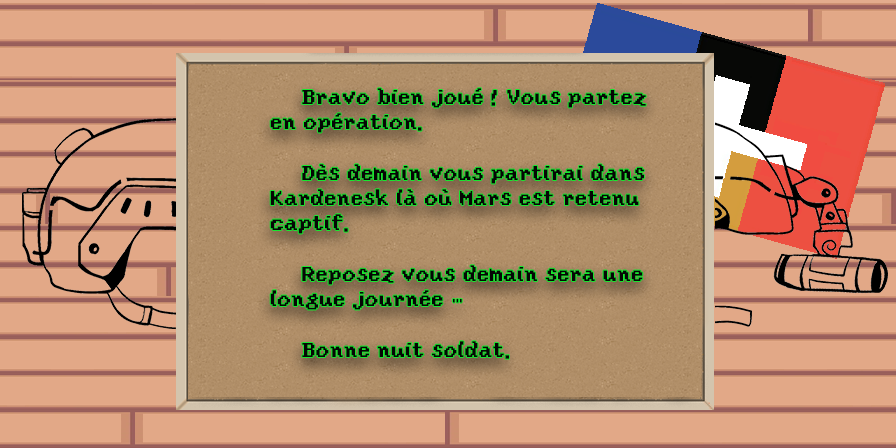 Bravo bien joué ! Vous partez
en opération.
Dès demain vous partirai dans
Kardenesk là où Mars est retenu
captif.
Reposez vous demain sera une
longue journée …
Bonne nuit soldat.